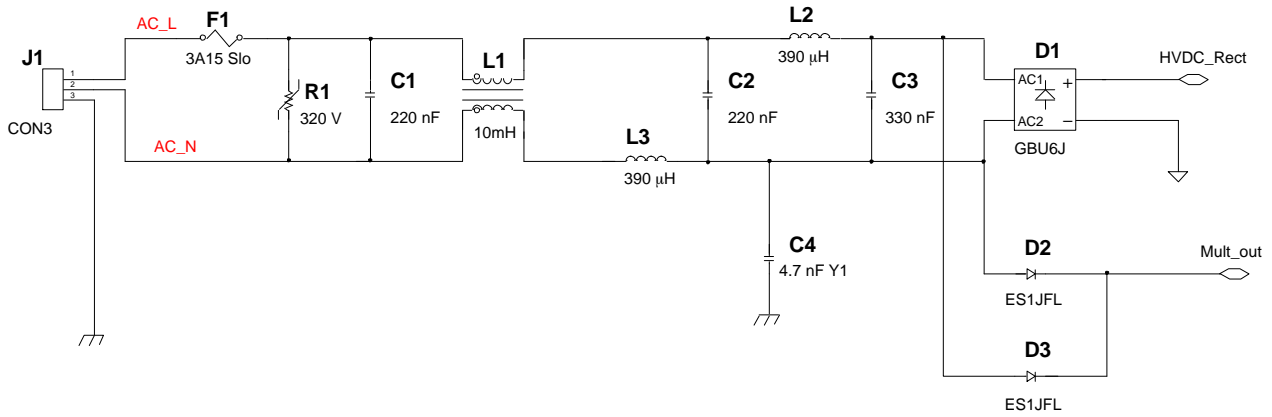 AC_L
F1
3A15 Slo
J1
1
2
3
CON3
AC_N
R1
320 V
C1
220 nF
L1
10mH
L2
390 μH
C2
220 nF
C3
330 nF
L3
390 μH
C4
4.7 nF Y1
D1
AC1
+
AC2
−
GBU6J
HVDC_Rect
D2
ES1JFL
Mult_out
D3
ES1JFL